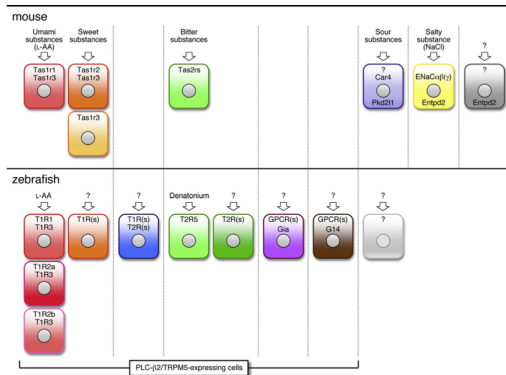 mouse
Umami
substances
(L-AA)
Sweet
substances
Bitter
substances
Sour
substances
Salty
substance
(NaCl)
?
Tas1r1
Tas1r3
Tas1r2
Tas1r3
Tas2rs
?
Car4
Pkd2l1
ENaCαβ(γ)
Entpd2
?
Entpd2
Tas1r3
zebrafish
L-AA
?
?
Denatonium
?
?
?
?
T1R1
T1R3
T1R(s)
T1R(s)
T2R(s)
T2R5
T2R(s)
GPCR(s)
Gia
GPCR(s)
G14
?
T1R2a
T1R3
T1R2b
T1R3
PLC-β2/TRPM5-expressing cells